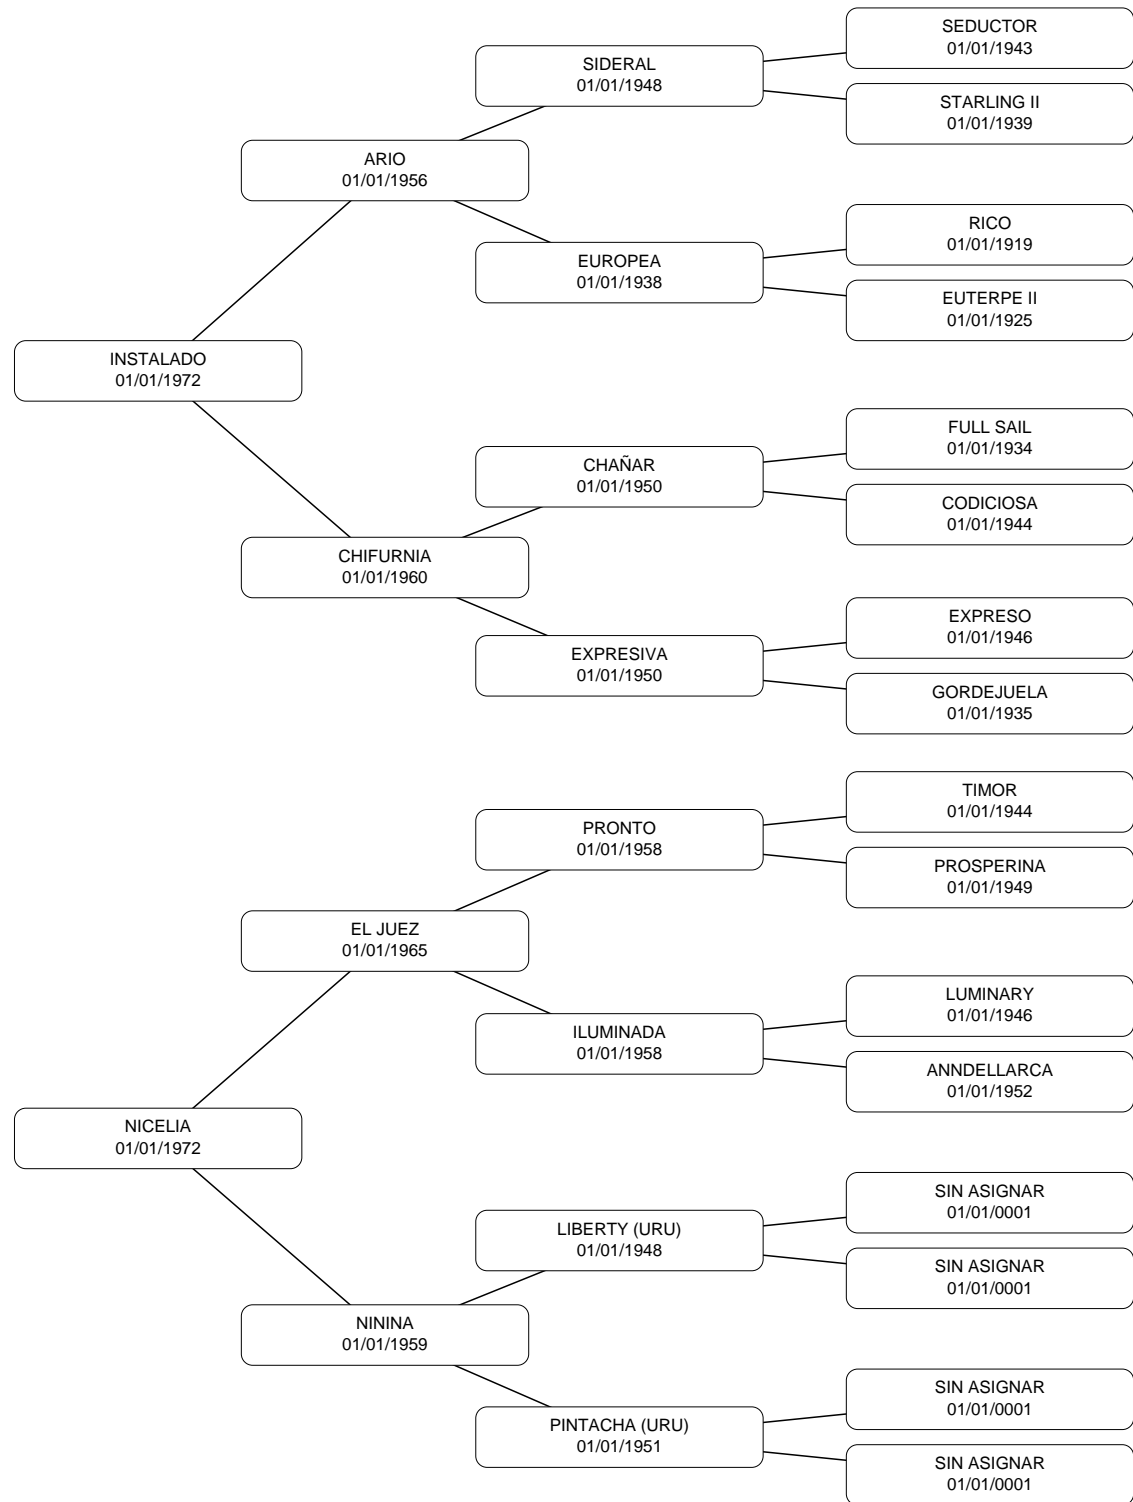 SEDUCTOR
01/01/1943
SIDERAL
01/01/1948
STARLING II
01/01/1939
ARIO
01/01/1956
RICO
01/01/1919
EUROPEA
01/01/1938
EUTERPE II
01/01/1925
INSTALADO
01/01/1972
FULL SAIL
01/01/1934
CHAÑAR
01/01/1950
CODICIOSA
01/01/1944
CHIFURNIA
01/01/1960
EXPRESO
01/01/1946
EXPRESIVA
01/01/1950
GORDEJUELA
01/01/1935
TIMOR
01/01/1944
PRONTO
01/01/1958
PROSPERINA
01/01/1949
EL JUEZ
01/01/1965
LUMINARY
01/01/1946
ILUMINADA
01/01/1958
ANNDELLARCA
01/01/1952
NICELIA
01/01/1972
SIN ASIGNAR
01/01/0001
LIBERTY (URU)
01/01/1948
SIN ASIGNAR
01/01/0001
NININA
01/01/1959
SIN ASIGNAR
01/01/0001
PINTACHA (URU)
01/01/1951
SIN ASIGNAR
01/01/0001